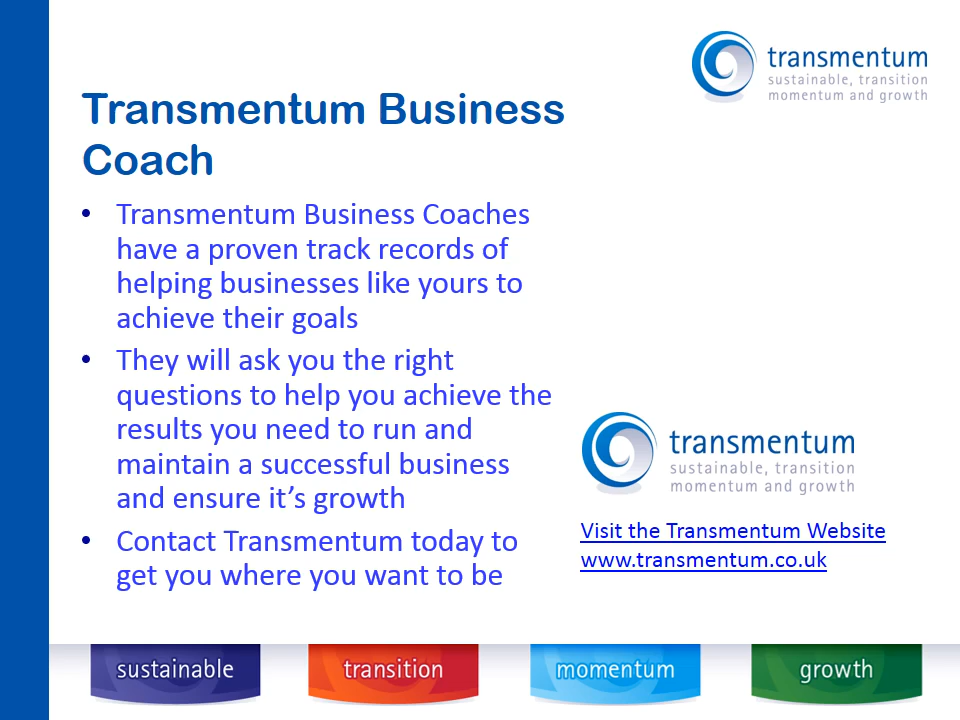 transmentum
sustainable, transition
momentum and growth
Transmentum Business
Coach
• Transmentum Business Coaches
have a proven track records of
helping businesses like yours to
achieve their goals
• They will ask you the right
questions to help you achieve the
results you need to run and
maintain a successful business
and ensure it’s growth
• Contact Transmentum today to
get you where you want to be
transmentum
sustainable, transition
momentum and growth
Visit the Transmentum Website
www.transmentum.co.uk
sustainable
transition
momentum
growth